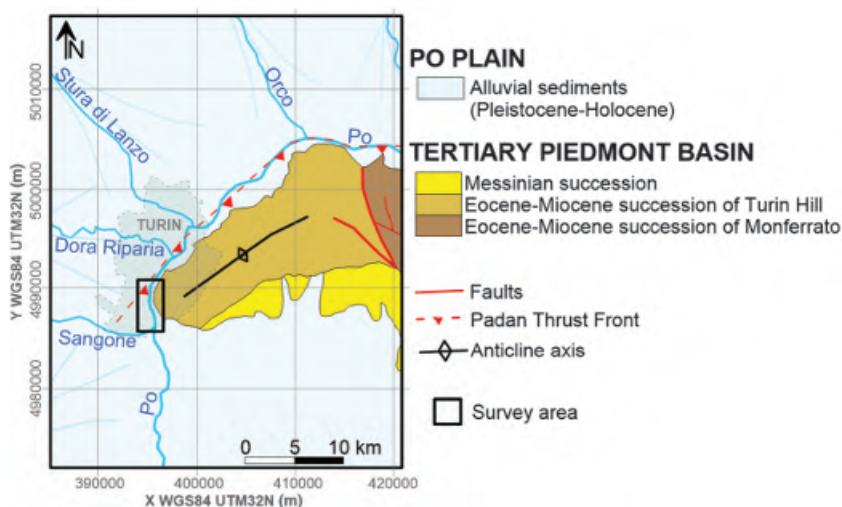 N
Stura di Lanzo
Orco
Po
TURIN
Dora Riparia
Sangone
Po
0 5 10 km
5010000
5000000
4990000
4980000
Y WGS84 UTM32N (m)
390000 400000 410000 420000
X WGS84 UTM32N (m)
PO PLAIN
Alluvial sediments
(Pleistocene-Holocene)
TERTIARY PIEDMONT BASIN
Messinian succession
Eocene-Miocene succession of Turin Hill
Eocene-Miocene succession of Monferrato
Faults
Padan Thrust Front
Anticline axis
Survey area